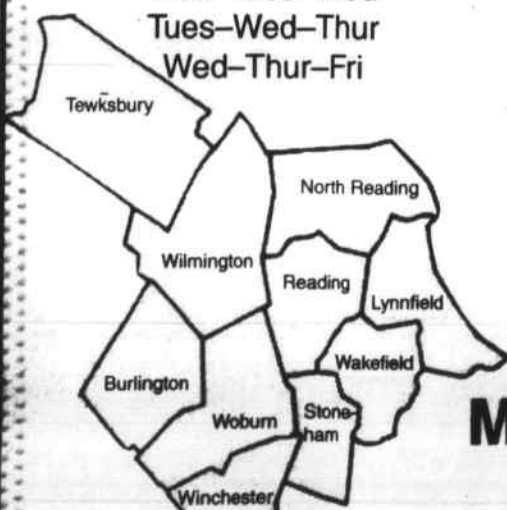 Tues–Wed–Thur
Wed–Thur–Fri
Tewksbury
North Reading
Wilmington
Reading
Lynnfield
Wakefield
Burlington
Stone-
ham
Woburn
M
Winchester